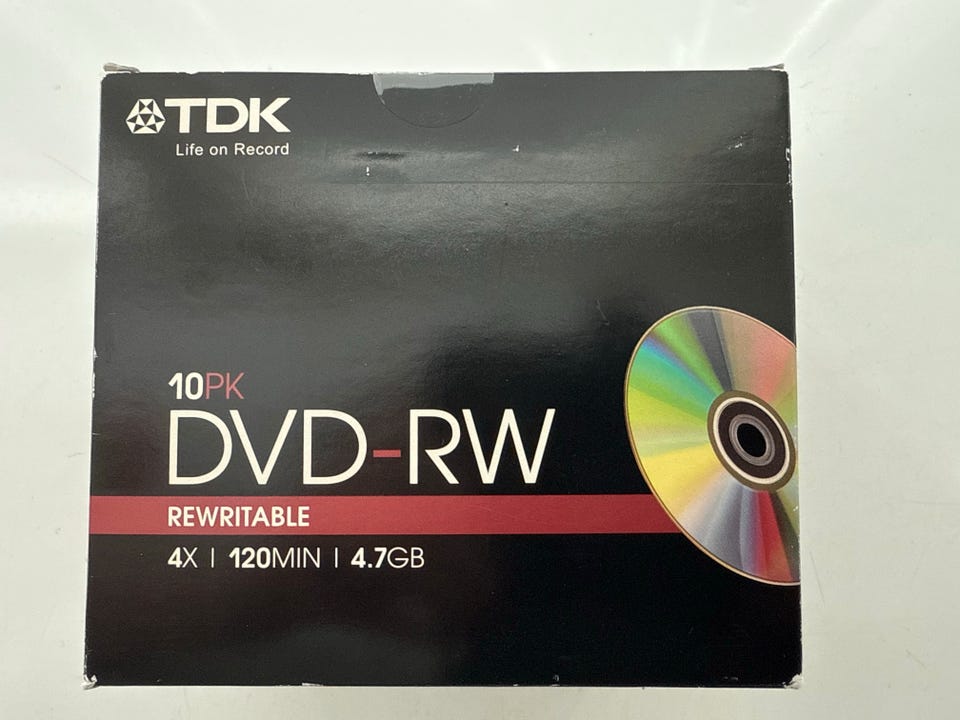 TDK
Life on Record
10PK
DVD-RW
REWRITABLE
4X | 120MIN | 4.7GB